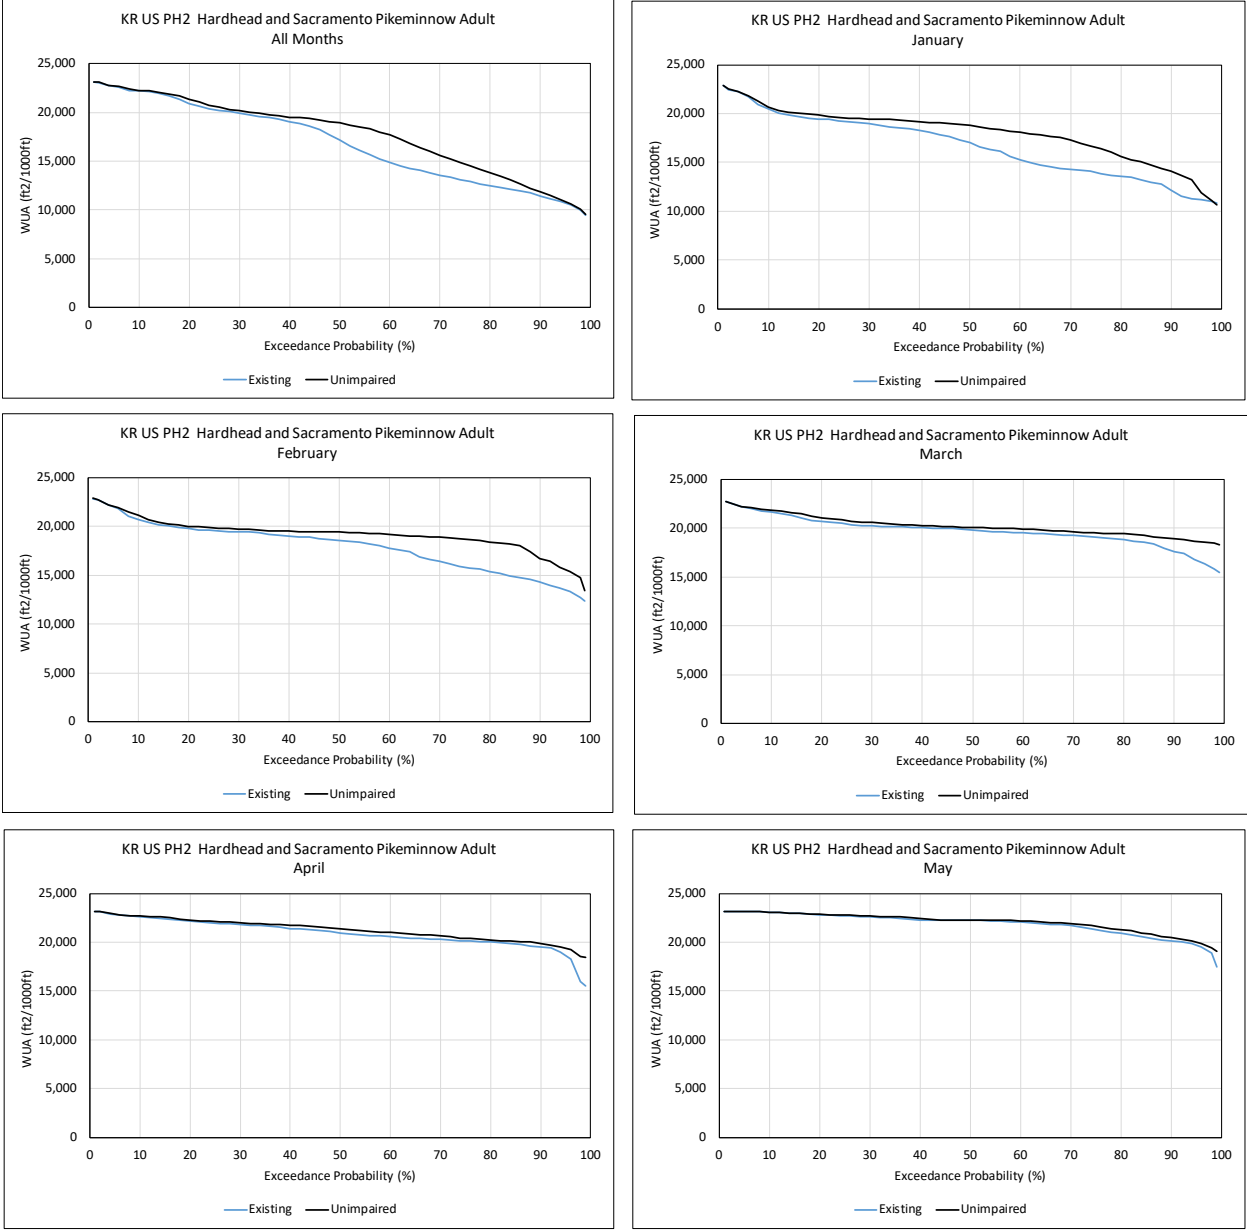 KR US PH2 Hardhead and Sacramento Pikeminnow Adult
All Months
25,000
20,000
15,000
10,000
5,000
0
WUA (ft2/1000ft)
0 10 20 30 40 50 60 70 80 90 100
Exceedance Probability (%)
Existing Unimpaired
KR US PH2 Hardhead and Sacramento Pikeminnow Adult
January
25,000
20,000
15,000
10,000
5,000
0
WUA (ft2/1000ft)
0 10 20 30 40 50 60 70 80 90 100
Exceedance Probability (%)
Existing Unimpaired
KR US PH2 Hardhead and Sacramento Pikeminnow Adult
February
25,000
20,000
15,000
10,000
5,000
0
WUA (ft2/1000ft)
0 10 20 30 40 50 60 70 80 90 100
Exceedance Probability (%)
Existing Unimpaired
KR US PH2 Hardhead and Sacramento Pikeminnow Adult
March
25,000
20,000
15,000
10,000
5,000
0
WUA (ft2/1000ft)
0 10 20 30 40 50 60 70 80 90 100
Exceedance Probability (%)
Existing Unimpaired
KR US PH2 Hardhead and Sacramento Pikeminnow Adult
April
25,000
20,000
15,000
10,000
5,000
0
WUA (ft2/1000ft)
0 10 20 30 40 50 60 70 80 90 100
Exceedance Probability (%)
Existing Unimpaired
KR US PH2 Hardhead and Sacramento Pikeminnow Adult
May
25,000
20,000
15,000
10,000
5,000
0
WUA (ft2/1000ft)
0 10 20 30 40 50 60 70 80 90 100
Exceedance Probability (%)
Existing Unimpaired